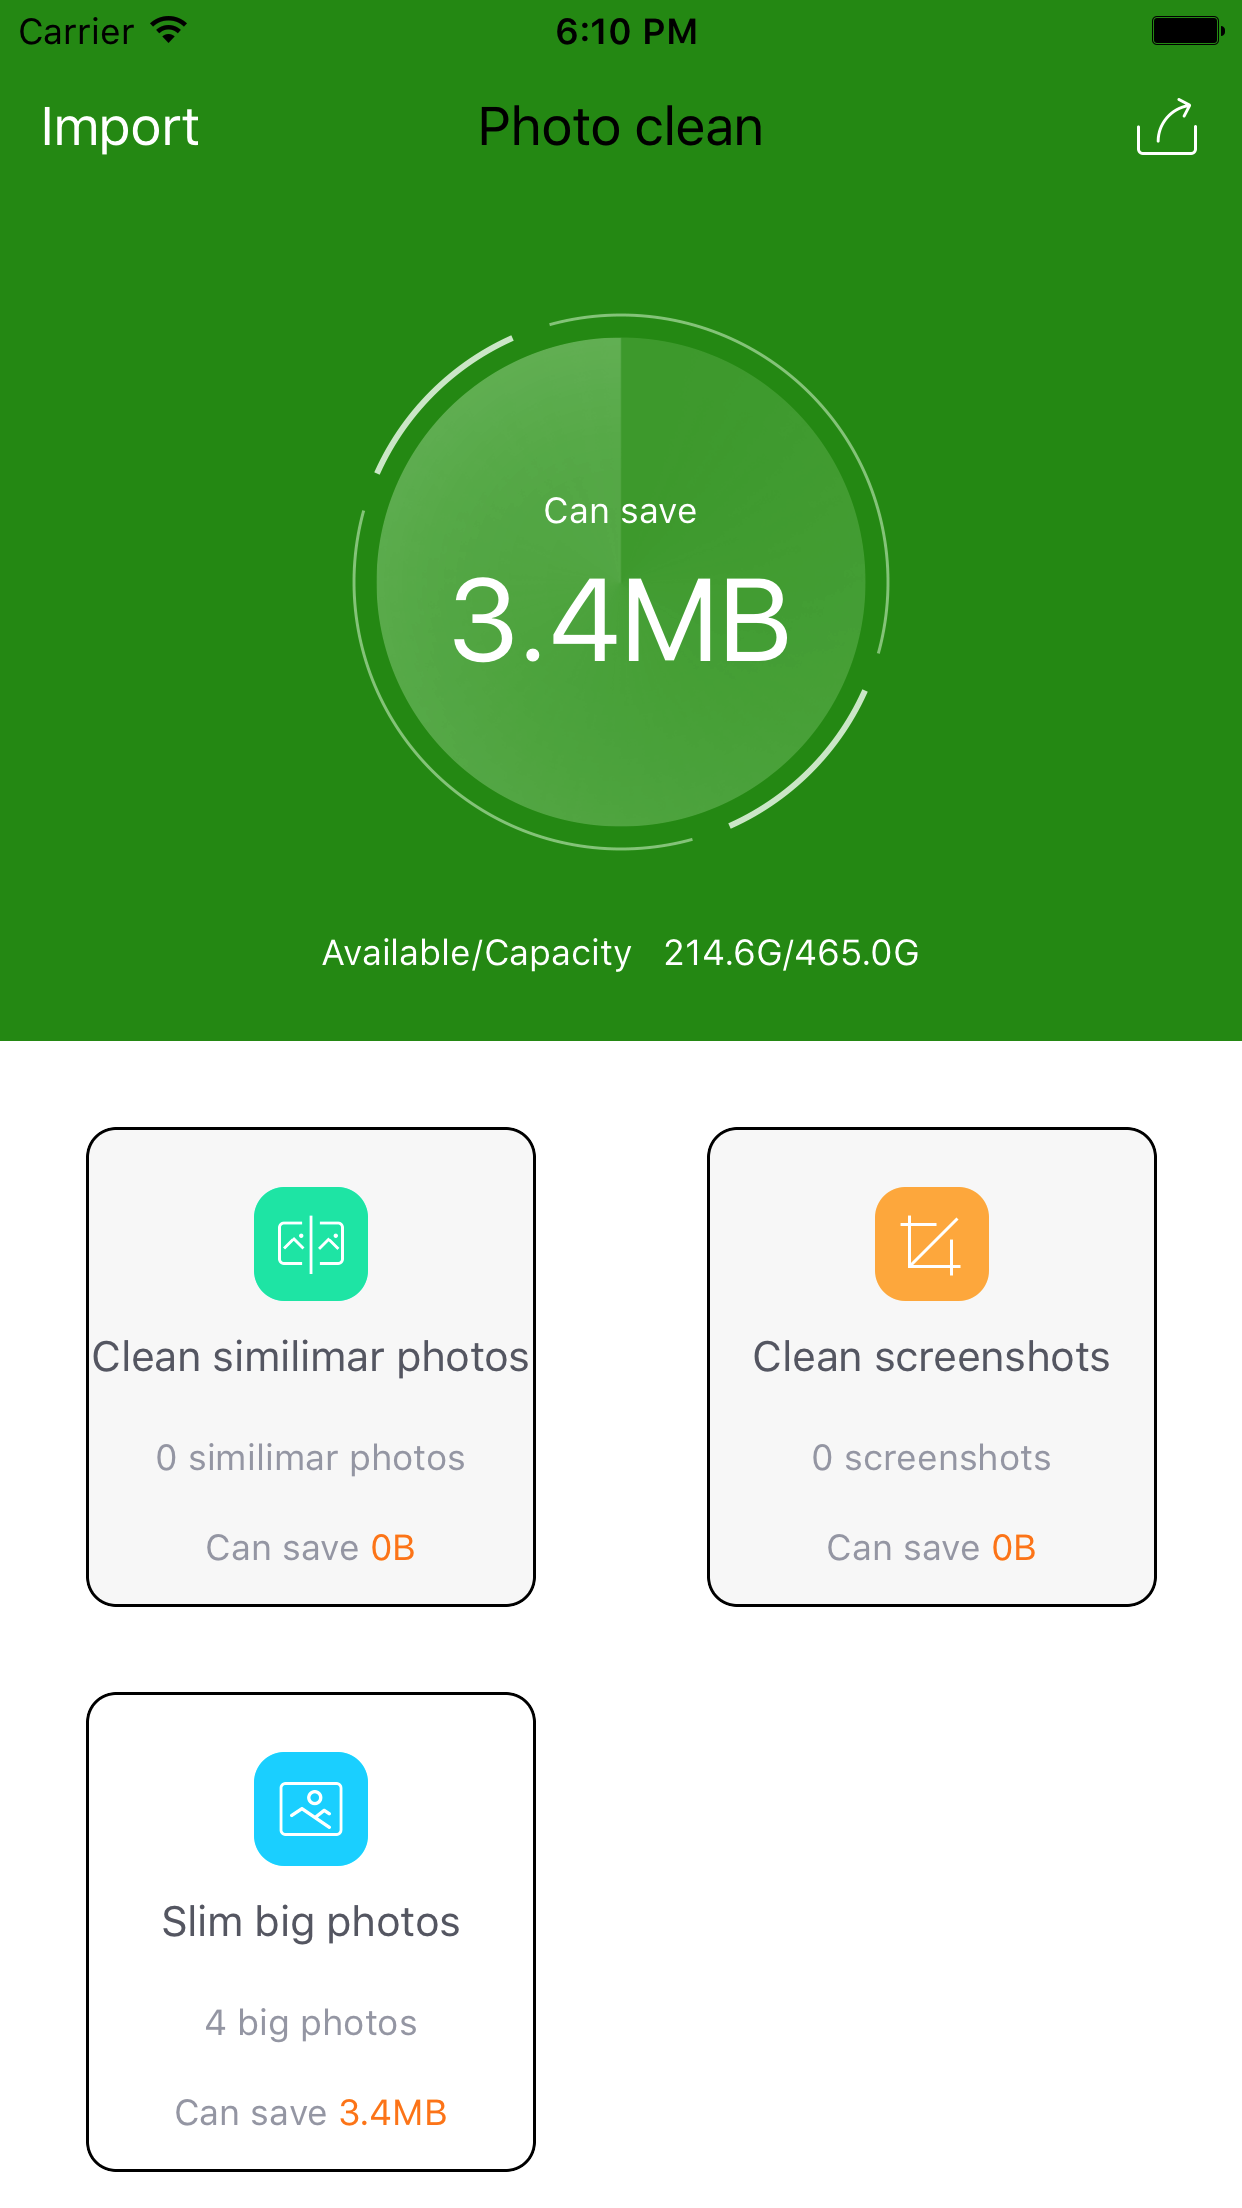 Carrier 6:10 PM
Import Photo clean
Can save
3.4MB
Available/Capacity 214.6G/465.0G
Clean similimar photos
0 similimar photos
Can save 0B
Clean screenshots
0 screenshots
Can save 0B
Slim big photos
4 big photos
Can save 3.4MB